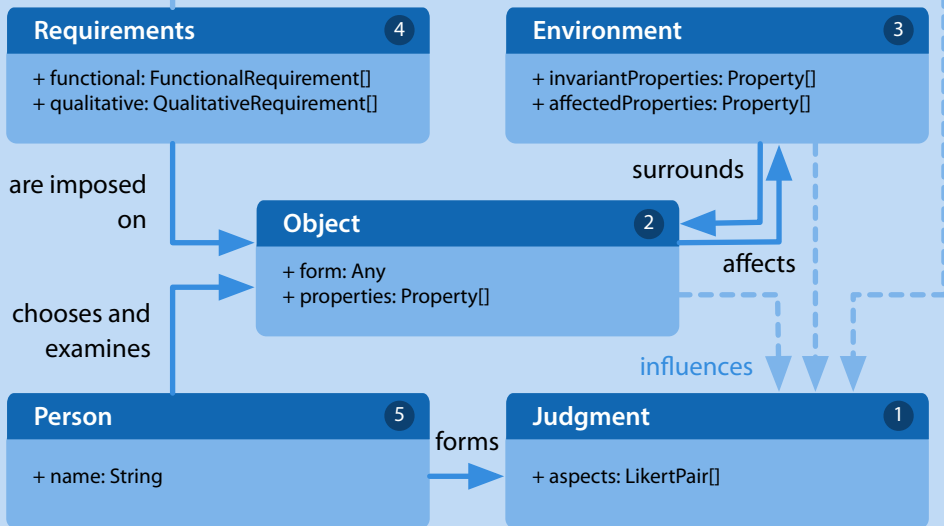 Requirements 4
+ functional: FunctionalRequirement[]
+ qualitative: QualitativeRequirement[]
Environment 3
+ invariantProperties: Property[]
+ affectedProperties: Property[]
are imposed
on
surrounds
Object 2
+ form: Any
+ properties: Property[]
affects
chooses and
examines
influences
Person 5
+ name: String
forms
Judgment 1
+ aspects: LikertPair[]